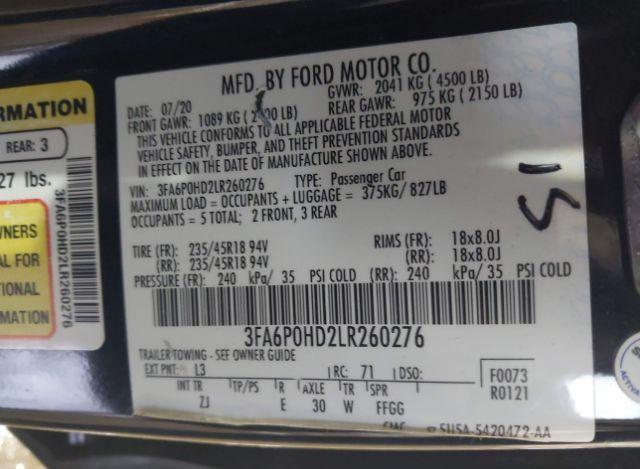 ORMATION
REAR: 3
27 lbs.
WNERS
AL FOR
TIONAL
RMATION
3FA6P0HD2LR260276
MFD. BY FORD MOTOR CO.
DATE: 07/20 GVWR: 2041 KG ( 4500 LB)
FRONT GAWR: 1089 KG ( LB) REAR GAWR: 975 KG ( 2150 LB)
THIS VEHICLE CONFORMS TO ALL APPLICABLE FEDERAL MOTOR
VEHICLE SAFETY, BUMPER, AND THEFT PREVENTION STANDARDS
IN EFFECT ON THE DATE OF MANUFACTURE SHOWN ABOVE.
VIN: 3FA6P0HD2LR260276 TYPE: Passenger Car
MAXIMUM LOAD = OCCUPANTS + LUGGAGE = 375KG/ 827LB
OCCUPANTS = 5 TOTAL; 2 FRONT, 3 REAR
TIRE (FR): 235/45R18 94V RIMS (FR): 18x8.0J
(RR): 235/45R18 94V (RR): 18x8.0J
PRESSURE (FR): 240 kPa/ 35 PSI COLD (RR): 240 kPa/ 35 PSI COLD
3FA6P0HD2LR260276
TRAILER TOWING - SEE OWNER GUIDE
EXT PNT: L3 RC: 71 DSO: F0073
INT TR TP/PS R AXLE TR SPR R0121
ZJ E 30 W FFGG
5U5A-5420472-AA